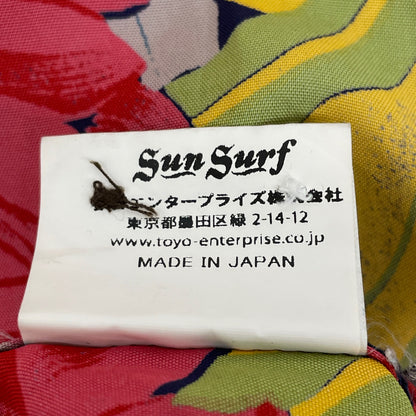 Sun Surf
エンタープライズ株式会社
東京都墨田区緑 2-14-12
www.toyo-enterprise.co.jp
MADE IN JAPAN